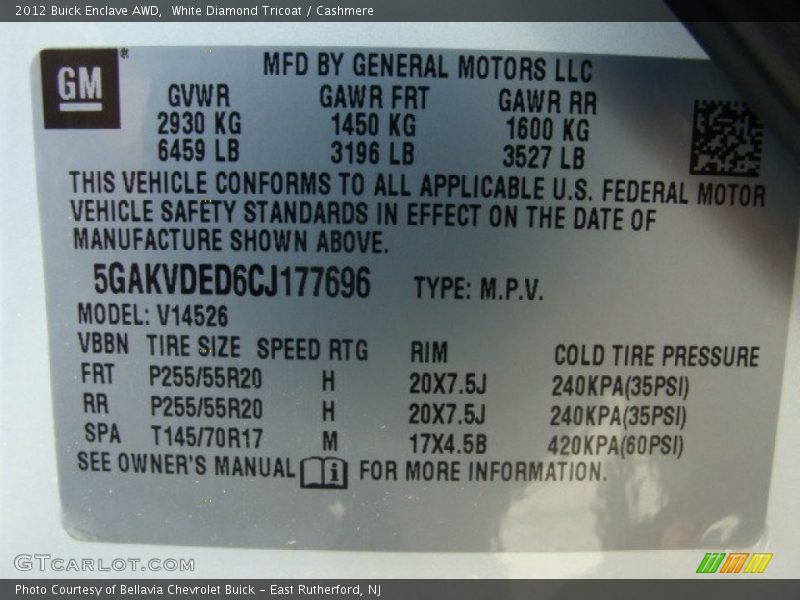 2012 Buick Enclave AWD,  White Diamond Tricoat / Cashmere
GM
®
MFD BY GENERAL MOTORS LLC
GVWR GAWR FRT GAWR RR
2930 KG 1450 KG 1600 KG
6459 LB 3196 LB 3527 LB
THIS VEHICLE CONFORMS TO ALL APPLICABLE U.S. FEDERAL MOTOR
VEHICLE SAFETY STANDARDS IN EFFECT ON THE DATE OF
MANUFACTURE SHOWN ABOVE.
5GAKVDED6CJ177696 TYPE: M.P.V.
MODEL: V14526
VBBN TIRE SIZE SPEED RTG RIM COLD TIRE PRESSURE
FRT P255/55R20 H 20X7.5J 240KPA(35PSI)
RR P255/55R20 H 20X7.5J 240KPA(35PSI)
SPA T145/70R17 M 17X4.5B 420KPA(60PSI)
SEE OWNER'S MANUAL i FOR MORE INFORMATION.
GTCARLOT.COM
Photo Courtesy of Bellavia Chevrolet Buick – East Rutherford, NJ